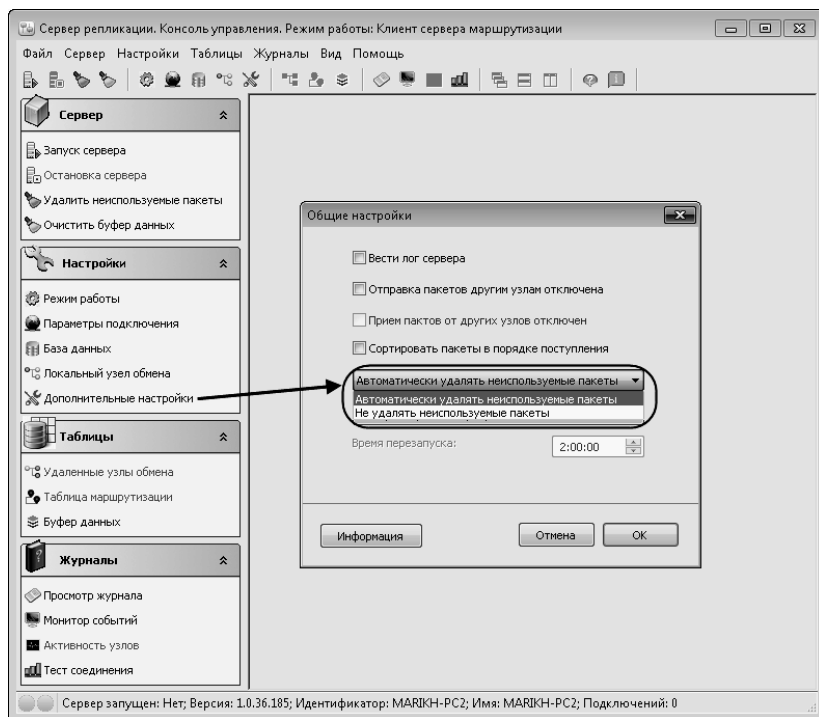 Сервер репликации. Консоль управления. Режим работы: Клиент сервера маршрутизации
Файл Сервер Настройки Таблицы Журналы Вид Помощь
Сервер
Запуск сервера
Остановка сервера
Удалить неиспользуемые пакеты
Очистить буфер данных
Настройки
Режим работы
Параметры подключения
База данных
Локальный узел обмена
Дополнительные настройки
Таблицы
Удаленные узлы обмена
Таблица маршрутизации
Буфер данных
Журналы
Просмотр журнала
Монитор событий
Активность узлов
Тест соединения
Общие настройки
Вести лог сервера
Отправка пакетов другим узлам отключена
Прием пактов от других узлов отключен
Сортировать пакеты в порядке поступления
Автоматически удалять неиспользуемые пакеты
Автоматически удалять неиспользуемые пакеты
Не удалять неиспользуемые пакеты
Время перезапуска: 2:00:00
Информация Отмена OK
Сервер запущен: Нет; Версия: 1.0.36.185; Идентификатор: MARIKH-PC2; Имя: MARIKH-PC2; Подключений: 0